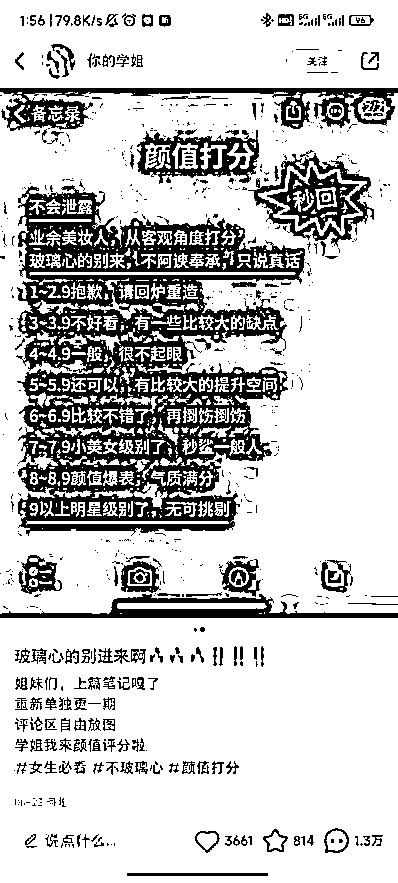 1:56 | 79.8K/s
你的学姐
关注
备忘录
颜值打分
秒回
不会泄露
业余美妆人，从客观角度打分
玻璃心的别来，不阿谀奉承，只说真话
1~2.9抱歉，请回炉重造
3~3.9不好看，有一些比较大的缺点
4~4.9一般，很不起眼
5~5.9还可以，有比较大的提升空间
6~6.9比较不错了，再捯饬捯饬
7~7.9小美女级别了，秒鲨一般人
8~8.9颜值爆表，气质满分
9以上明星级别了，无可挑剔
玻璃心的别进来啊🔥🔥🔥‼️‼️‼️
姐妹们，上篇笔记嘎了
重新单独更一期
评论区自由放图
学姐我来颜值评分啦
#女生必看 #不玻璃心 #颜值打分
说点什么...
3661
814
1.3万